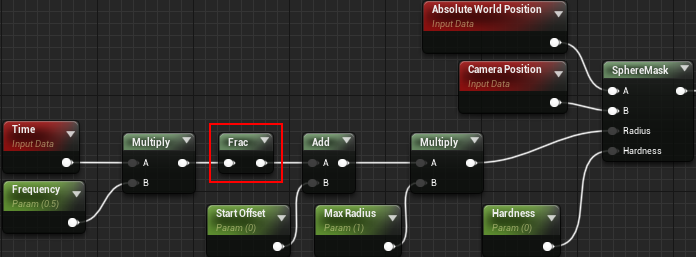 Absolute World Position
Input Data
Camera Position
Input Data
SphereMask
A
B
Radius
Hardness
Time
Input Data
Multiply
A
B
Frac
Add
A
B
Multiply
A
B
Frequency
Param (0.5)
Start Offset
Param (0)
Max Radius
Param (1)
Hardness
Param (0)